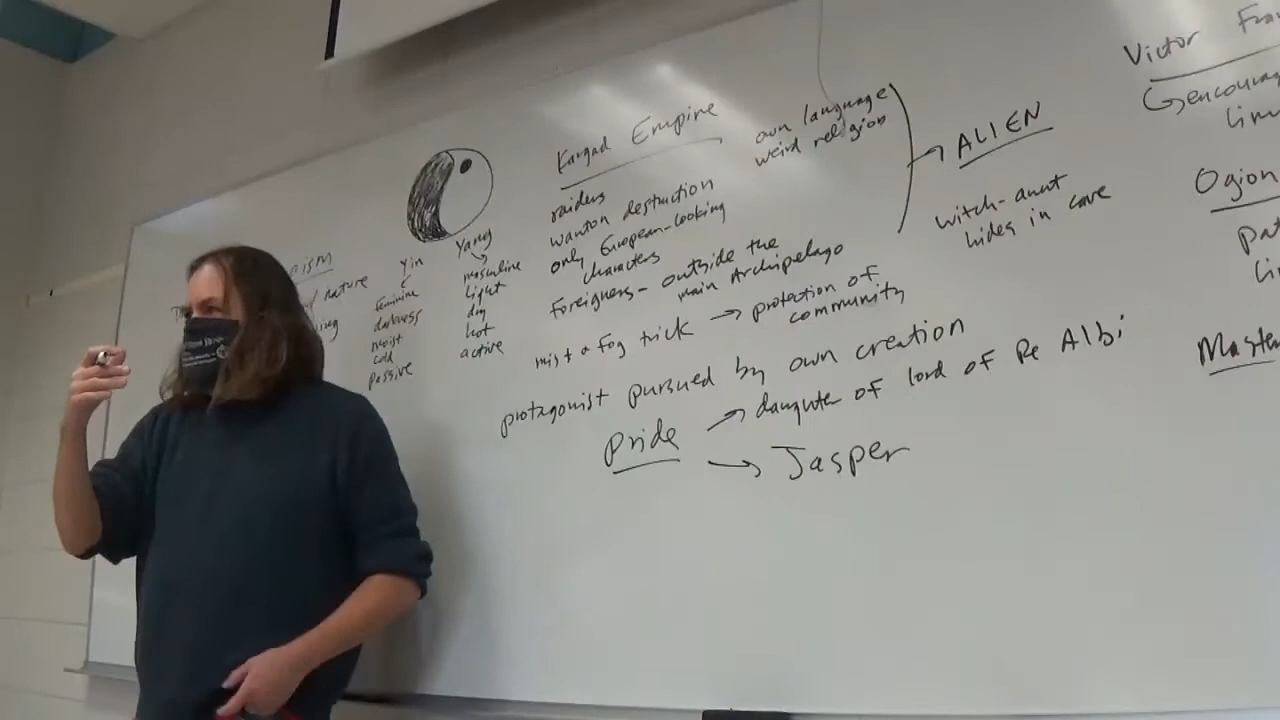 Yin
feminine
darkness
moist
cold
passive
Yang
masculine
light
dry
hot
active
Kargad Empire
raiders
wanton destruction
only European-looking
characters
foreigners - outside the
main Archipelago
own language
weird religion
→ ALIEN
witch-aunt
hides in cave
mist & fog trick → protection of
community
protagonist pursued by own creation
Pride → daughter of lord of Re Albi
→ Jasper
Victor
Ogion